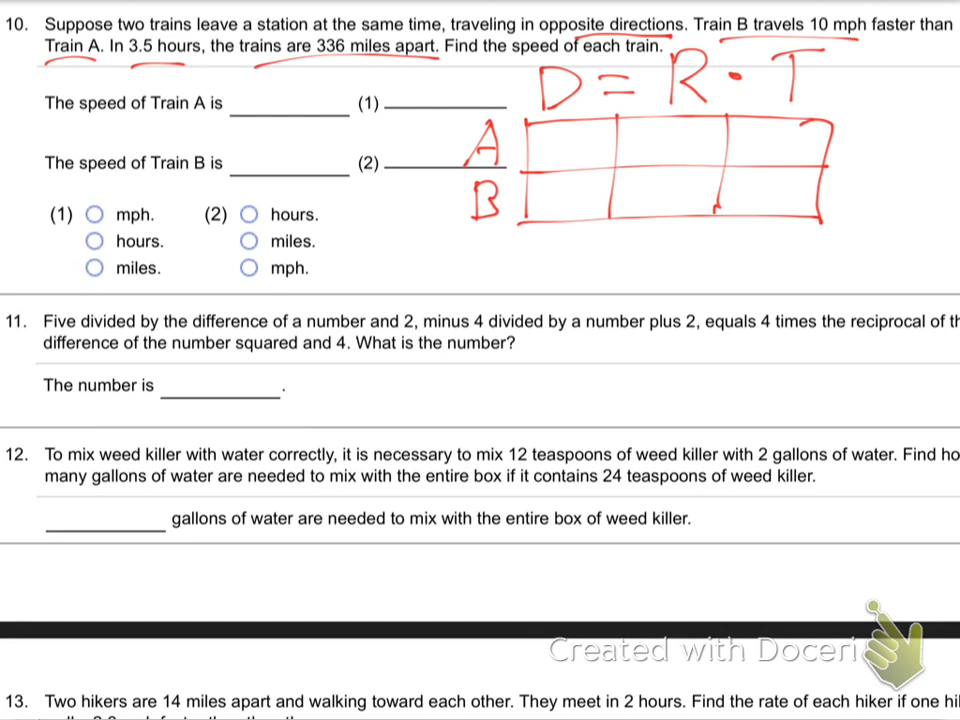 10. Suppose two trains leave a station at the same time, traveling in opposite directions. Train B travels 10 mph faster than
Train A. In 3.5 hours, the trains are 336 miles apart. Find the speed of each train.
D = R · T
The speed of Train A is ____________ (1) ____________
A
The speed of Train B is ____________ (2) ____________
B
(1) mph. (2) hours.
hours. miles.
miles. mph.
11. Five divided by the difference of a number and 2, minus 4 divided by a number plus 2, equals 4 times the reciprocal of th
difference of the number squared and 4. What is the number?
The number is ____________ .
12. To mix weed killer with water correctly, it is necessary to mix 12 teaspoons of weed killer with 2 gallons of water. Find ho
many gallons of water are needed to mix with the entire box if it contains 24 teaspoons of weed killer.
____________ gallons of water are needed to mix with the entire box of weed killer.
Created with Doceri
13. Two hikers are 14 miles apart and walking toward each other. They meet in 2 hours. Find the rate of each hiker if one hi